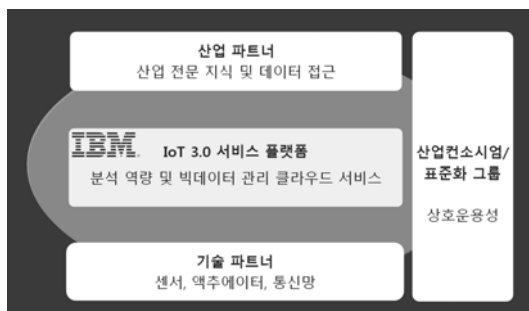 산업 파트너
산업 전문 지식 및 데이터 접근
IBM. IoT 3.0 서비스 플랫폼
분석 역량 및 빅데이터 관리 클라우드 서비스
기술 파트너
센서, 액추에이터, 통신망
산업컨소시엄/
표준화 그룹
상호운용성